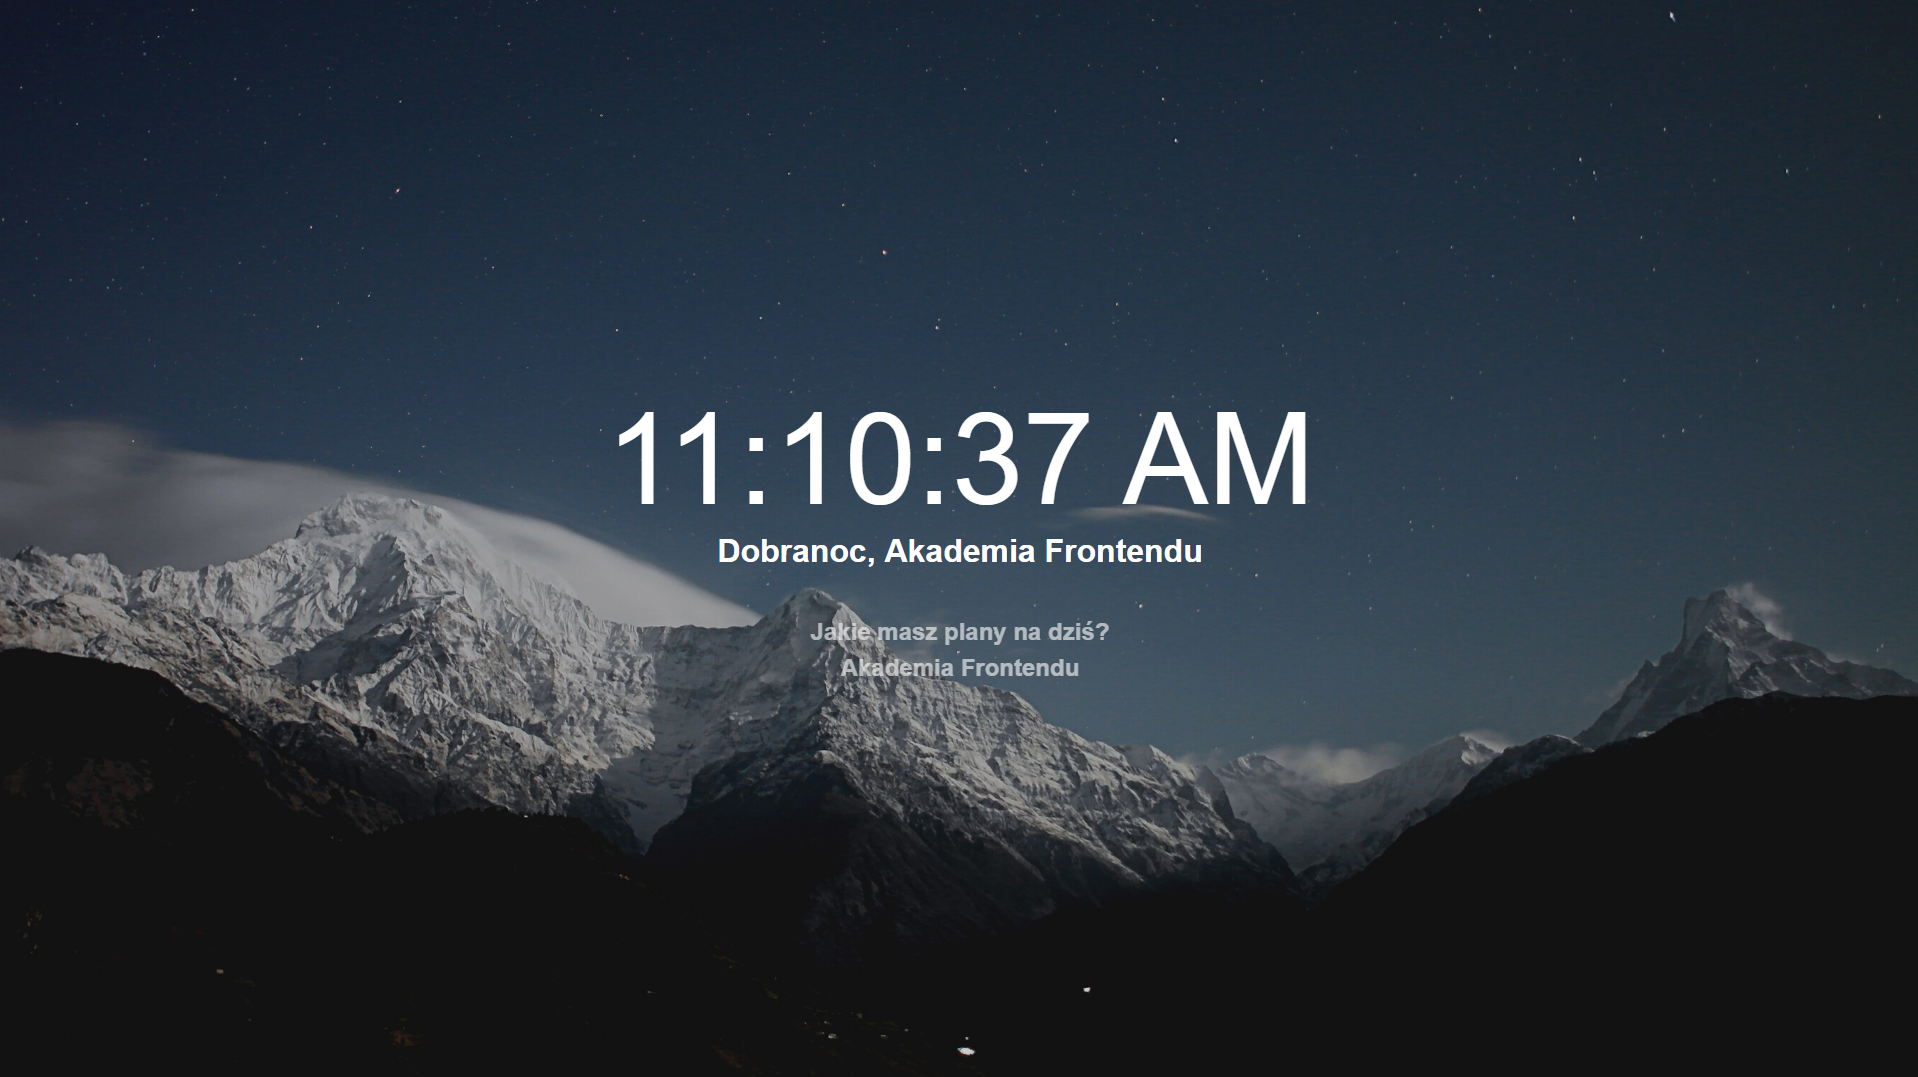 11:10:37 AM
Dobranoc, Akademia Frontendu
Jakie masz plany na dziś?
Akademia Frontendu